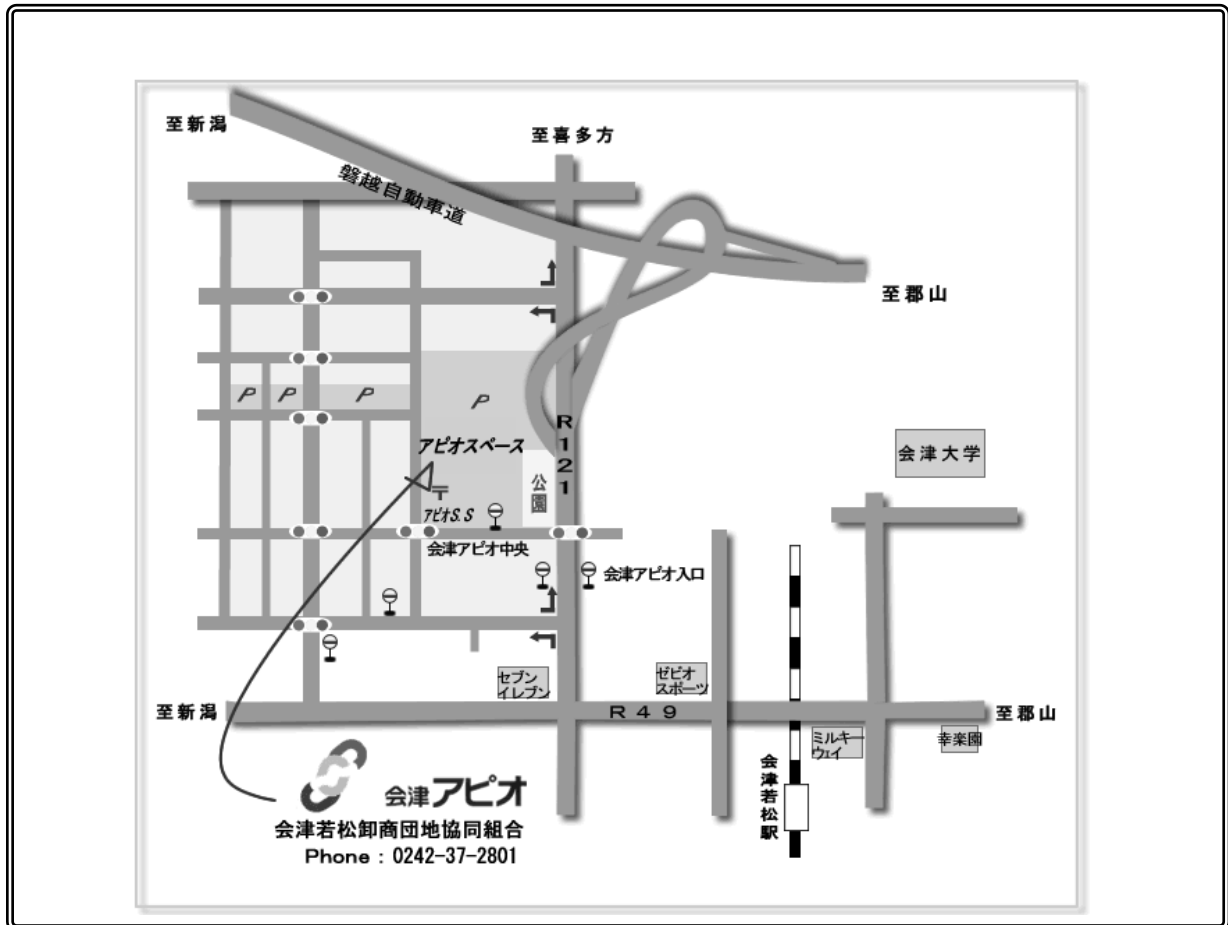 至新潟
至喜多方
磐越自動車道
至郡山
P
P
P
P
R121
会津大学
アピオスペース
公園
〒
アピオS.S
会津アピオ中央
会津アピオ入口
セブン
イレブン
ゼビオ
スポーツ
至新潟
R49
至郡山
ミルキー
ウェイ
幸楽園
会津若松駅
会津アピオ
会津若松卸商団地協同組合
Phone : 0242-37-2801